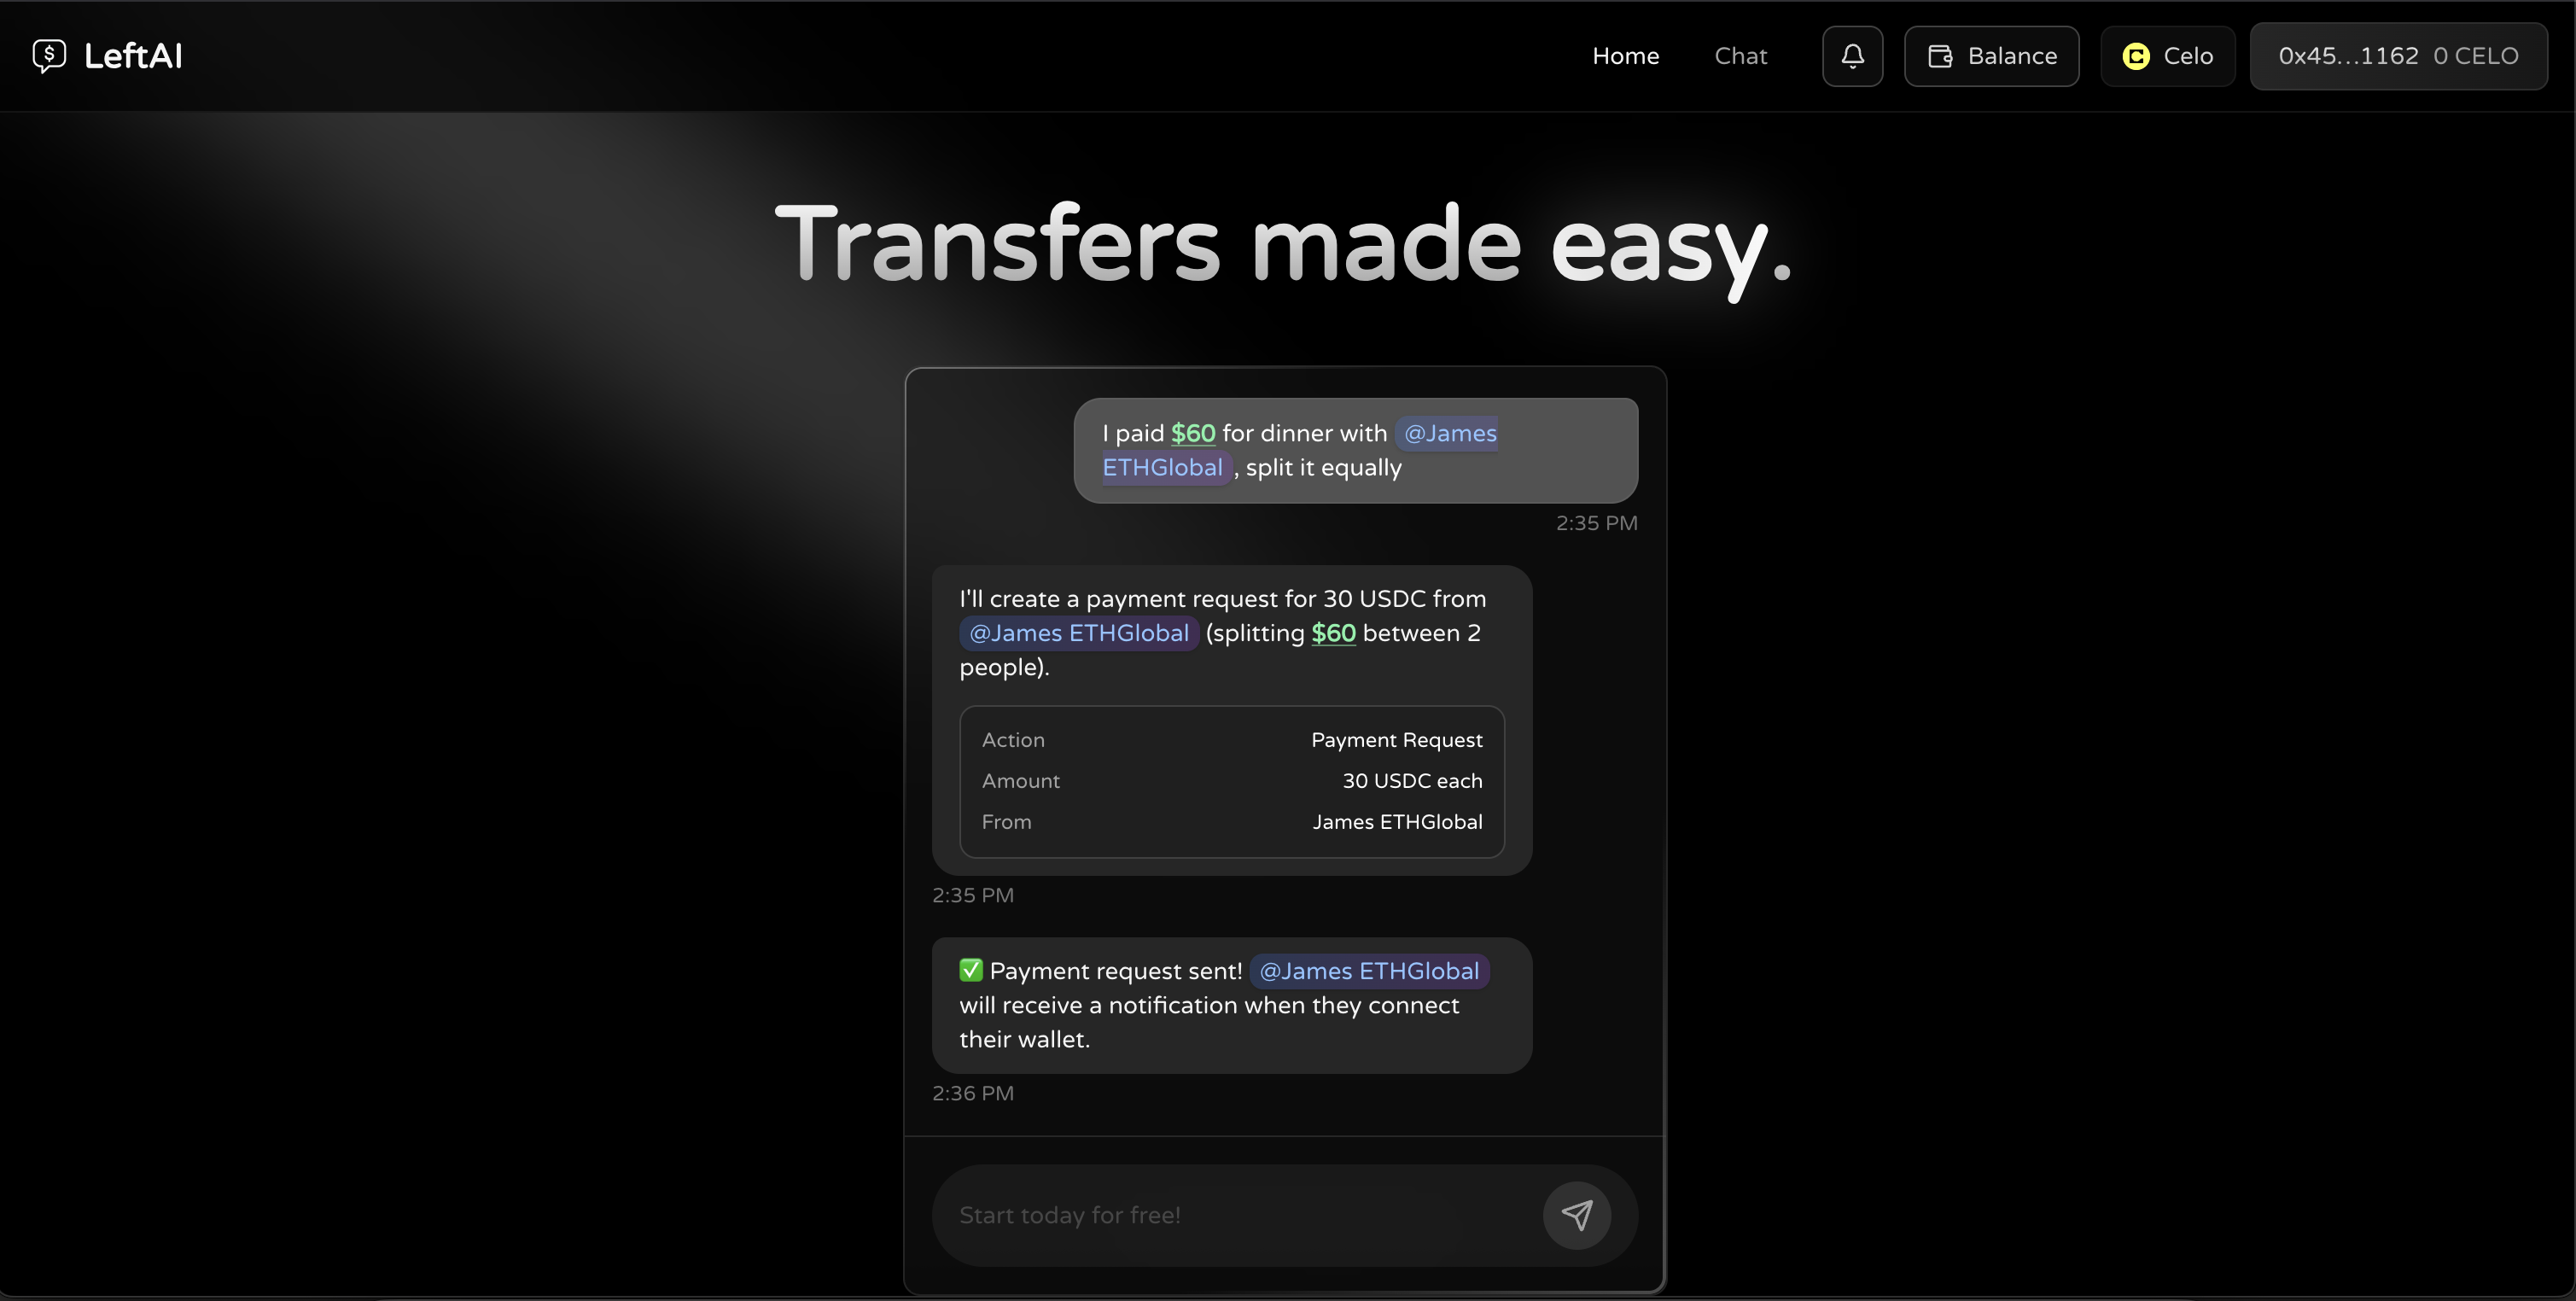 LeftAI
Home
Chat
Balance
Celo
0x45...1162 0 CELO
Transfers made easy.
I paid $60 for dinner with @James
ETHGlobal , split it equally
2:35 PM
I'll create a payment request for 30 USDC from
@James ETHGlobal (splitting $60 between 2
people).
Action Payment Request
Amount 30 USDC each
From James ETHGlobal
2:35 PM
✅ Payment request sent! @James ETHGlobal
will receive a notification when they connect
their wallet.
2:36 PM
Start today for free!